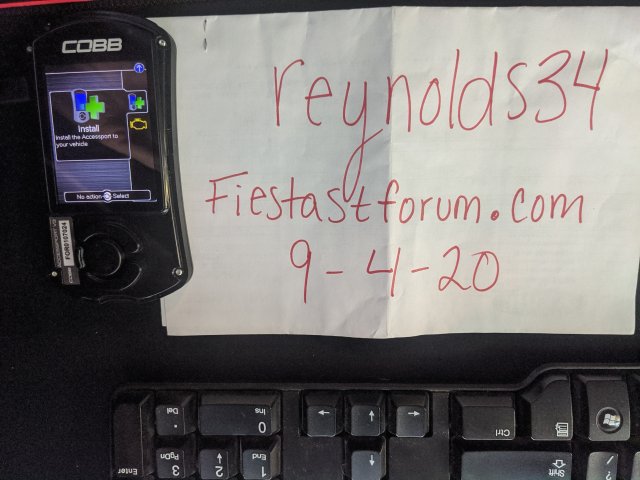 COBB
Install
Install the Accessport to
your vehicle
No action
Select
FOR0107024
reynolds34
Fiestastforum.com
9-4-20
Enter
3
PgDn
2
1
End
.
Del
0
Ins
Ctrl
Shift
?
/